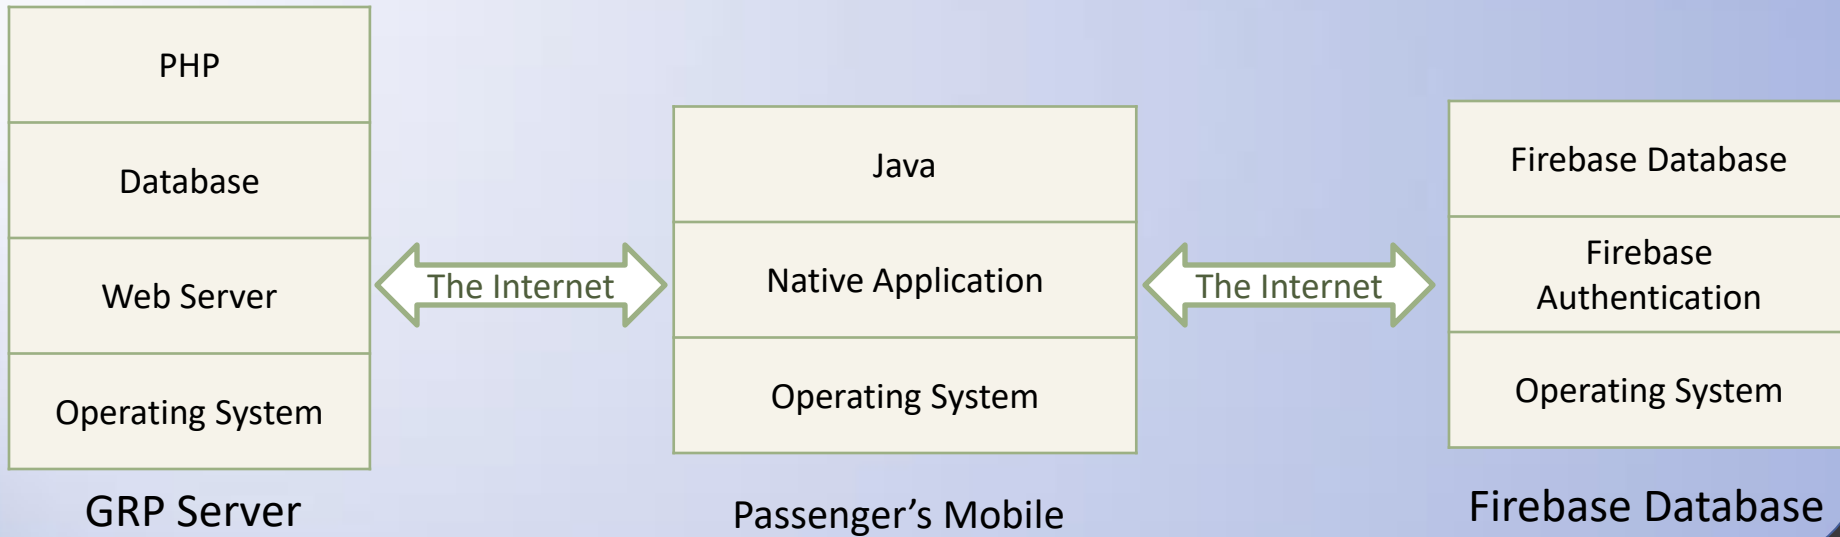 PHP
Database
Web Server
Operating System
GRP Server
The Internet
Java
Native Application
Operating System
Passenger’s Mobile
The Internet
Firebase Database
Firebase
Authentication
Operating System
Firebase Database